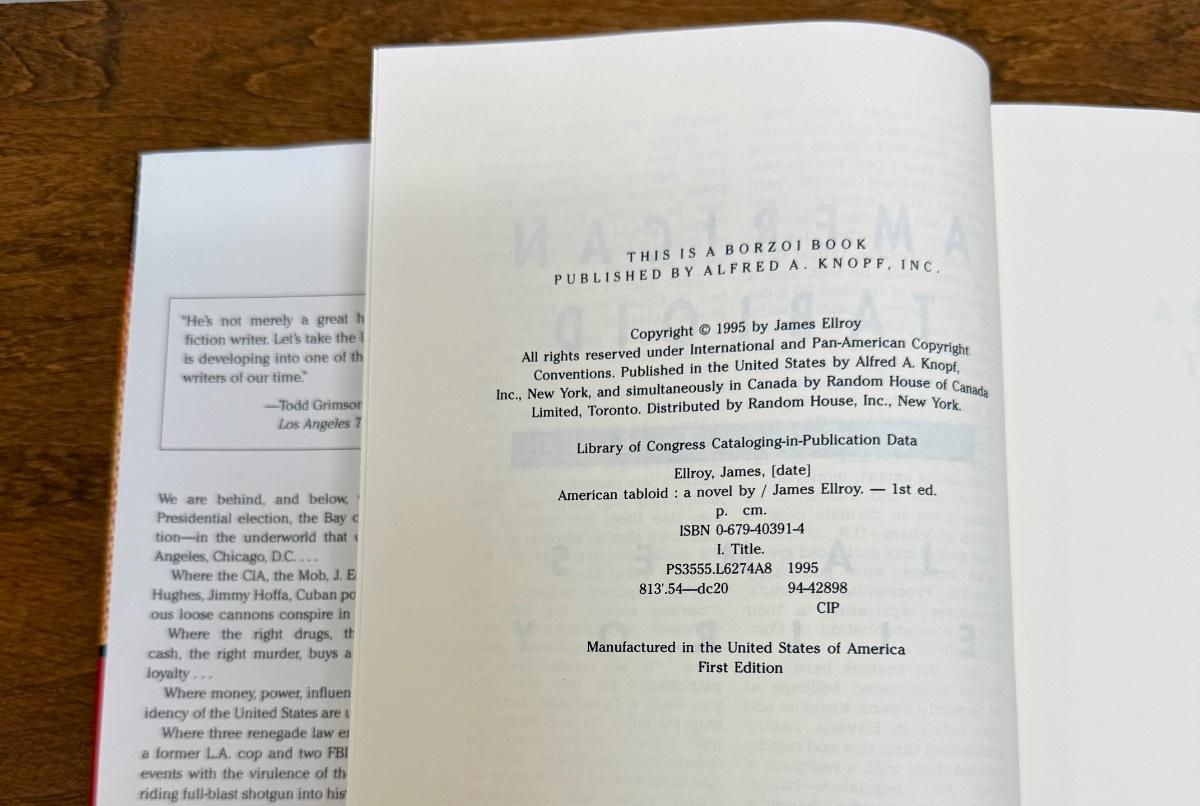 "He's not merely a great
fiction writer. Let's take the
is developing into one of
writers of our time."
—Todd
Los Angeles
We are behind, and below,
Presidential election, the Bay
tion—in the underworld that
Angeles, Chicago, D.C. . . .
Where the CIA, the Mob, J.
Hughes, Jimmy Hoffa, Cuban
ous loose cannons conspire in
Where the right drugs,
cash, the right murder, buys a
loyalty . . .
Where money, power,
idency of the United States are
Where three renegade law
a former L.A. cop and two FBI
events with the virulence of
riding full-blast shotgun into
THIS IS A BORZOI BOOK
PUBLISHED BY ALFRED A. KNOPF, INC.
Copyright © 1995 by James Ellroy
All rights reserved under International and Pan-American Copyright
Conventions. Published in the United States by Alfred A. Knopf,
Inc., New York, and simultaneously in Canada by Random House of Canada
Limited, Toronto. Distributed by Random House, Inc., New York.
Library of Congress Cataloging-in-Publication Data
Ellroy, James, [date]
American tabloid : a novel by / James Ellroy. — 1st ed.
p. cm.
ISBN 0-679-40391-4
I. Title.
PS3555.L6274A8 1995
813'.54—dc20 94-42898
CIP
Manufactured in the United States of America
First Edition